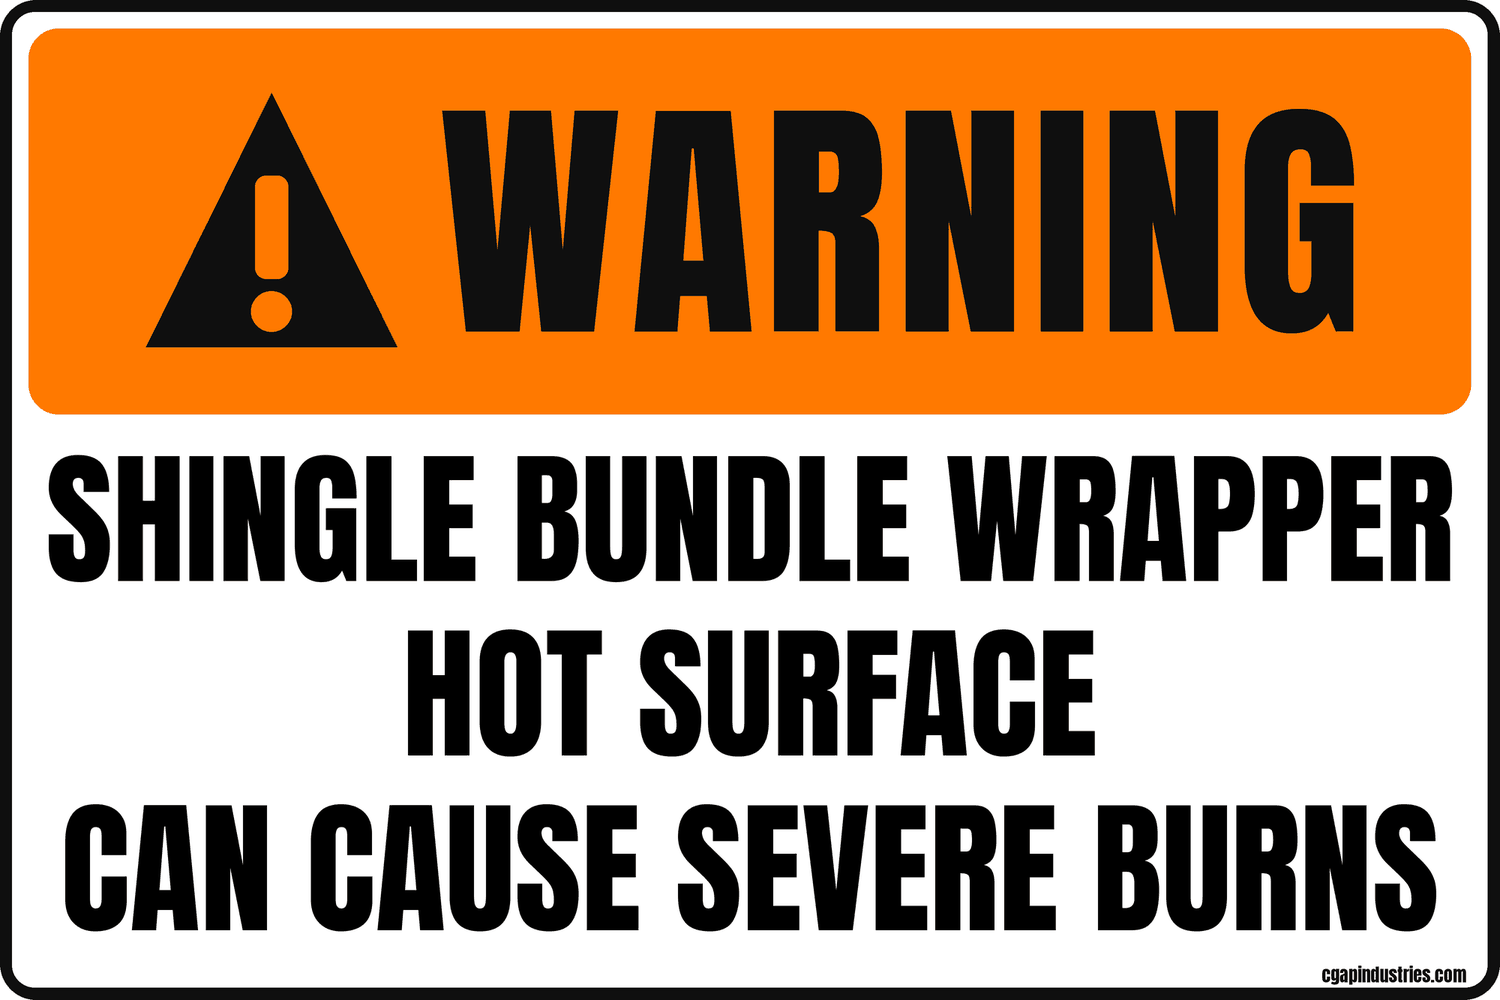 WARNING
SHINGLE BUNDLE WRAPPER
HOT SURFACE
CAN CAUSE SEVERE BURNS
cgapindustries.com